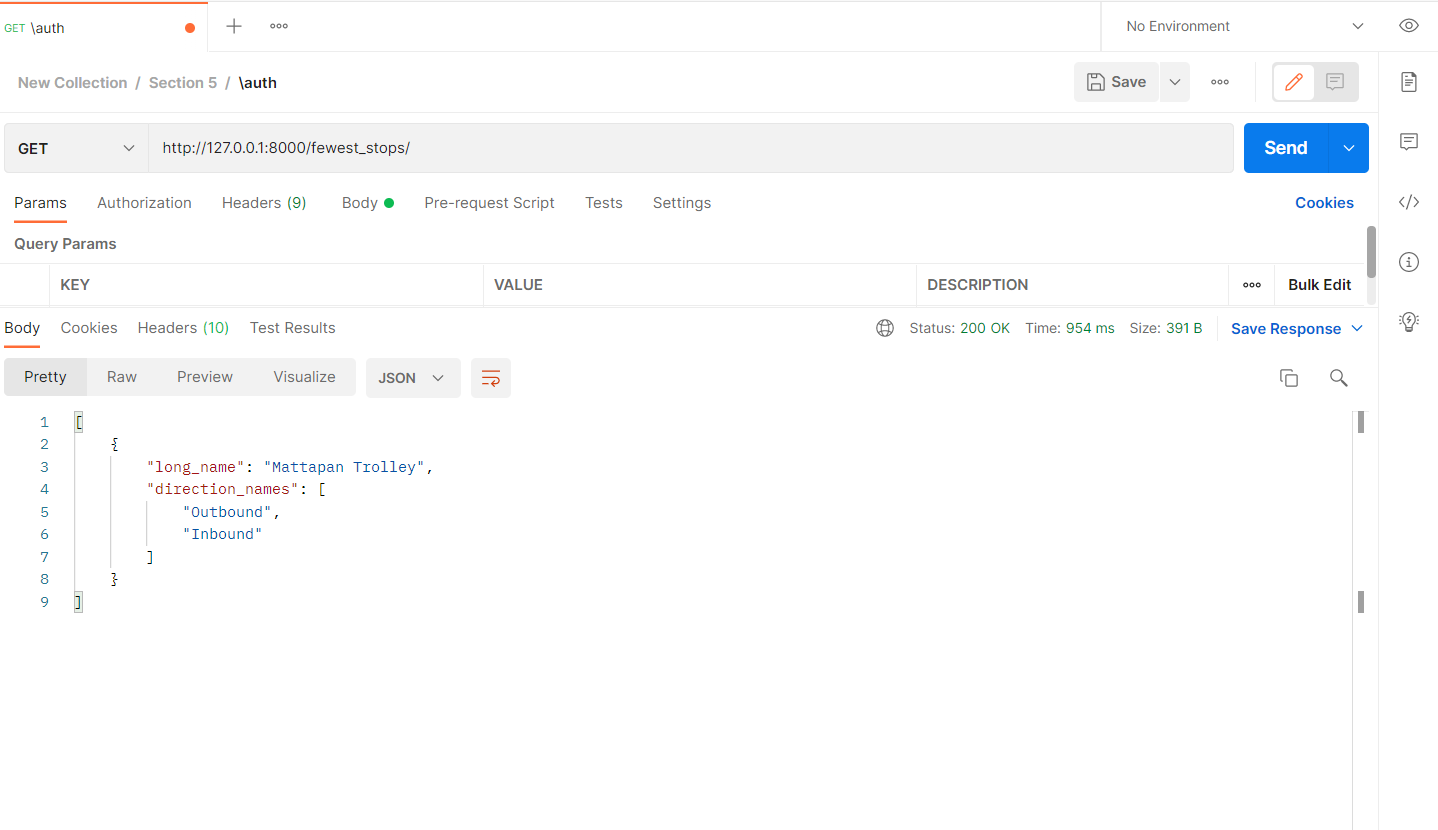 GET \auth
No Environment
New Collection / Section 5 / \auth
Save
GET
http://127.0.0.1:8000/fewest_stops/
Send
Params Authorization Headers (9) Body Pre-request Script Tests Settings Cookies
Query Params
KEY VALUE DESCRIPTION Bulk Edit
Body Cookies Headers (10) Test Results Status: 200 OK Time: 954 ms Size: 391 B Save Response
Pretty Raw Preview Visualize JSON
1 [
2 {
3 "long_name": "Mattapan Trolley",
4 "direction_names": [
5 "Outbound",
6 "Inbound"
7 ]
8 }
9 ]